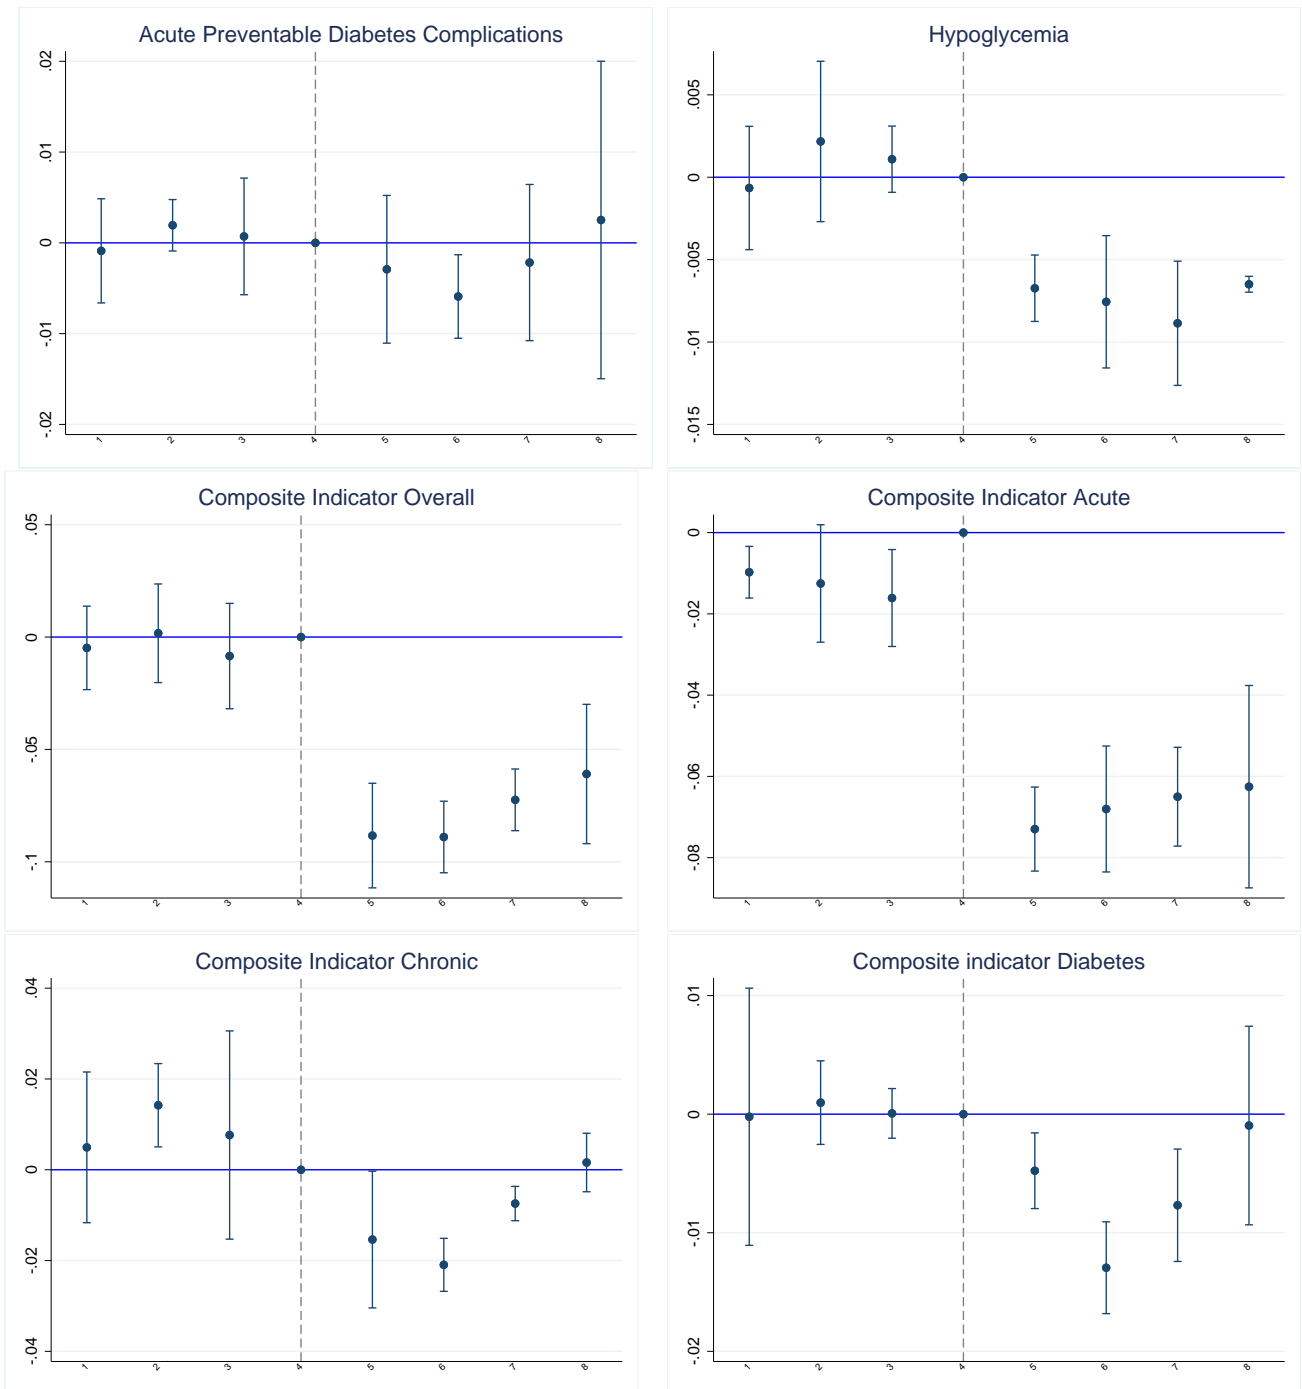 Acute Preventable Diabetes Complications
.02
.01
0
-.01
-.02
1 2 3 4 5 6 7 8
Hypoglycemia
.005
0
-.005
-.01
-.015
1 2 3 4 5 6 7 8
Composite Indicator Overall
.05
0
-.05
-.1
1 2 3 4 5 6 7 8
Composite Indicator Acute
0
-.02
-.04
-.06
-.08
1 2 3 4 5 6 7 8
Composite Indicator Chronic
.04
.02
0
-.02
-.04
1 2 3 4 5 6 7 8
Composite indicator Diabetes
.01
0
-.01
-.02
1 2 3 4 5 6 7 8